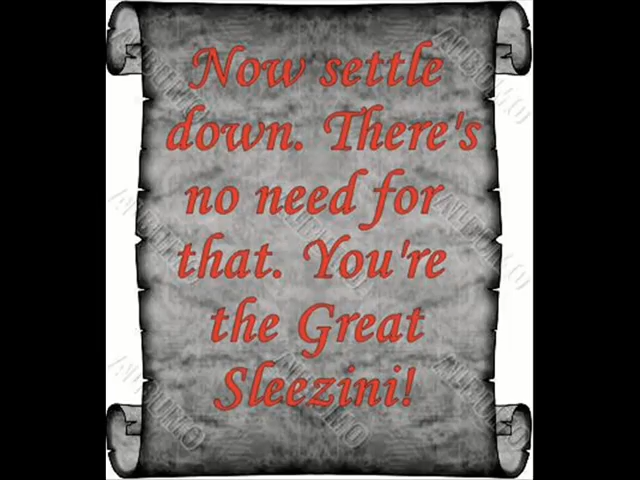 Now settle
down. There's
no need for
that. You're
the Great
Sleezini!